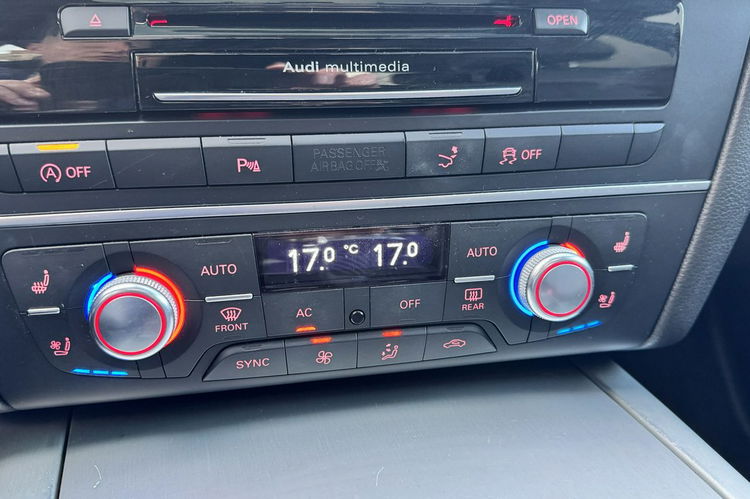 OPEN
Audi multimedia
A OFF
P
PASSENGER
AIRBAG OFF
OFF
AUTO
17.0 °C 17.0
AUTO
FRONT
AC
OFF
REAR
SYNC